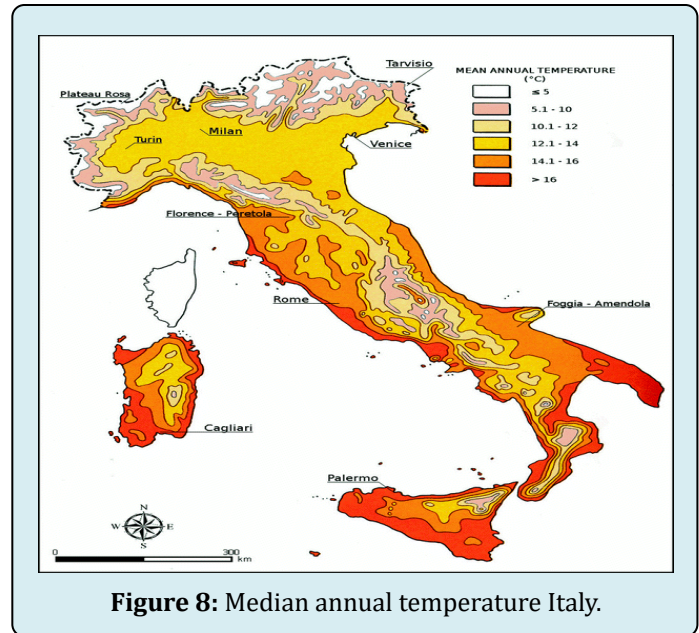 Tarvisio
MEAN ANNUAL TEMPERATURE
(°C)
≤ 5
5.1 - 10
10.1 - 12
12.1 - 14
14.1 - 16
> 16
Plateau Rosa
Milan
Turin
Venice
Florence - Peretola
Rome
Foggia - Amendola
Cagliari
Palermo
N
W E
S
0 300
km
Figure 8: Median annual temperature Italy.